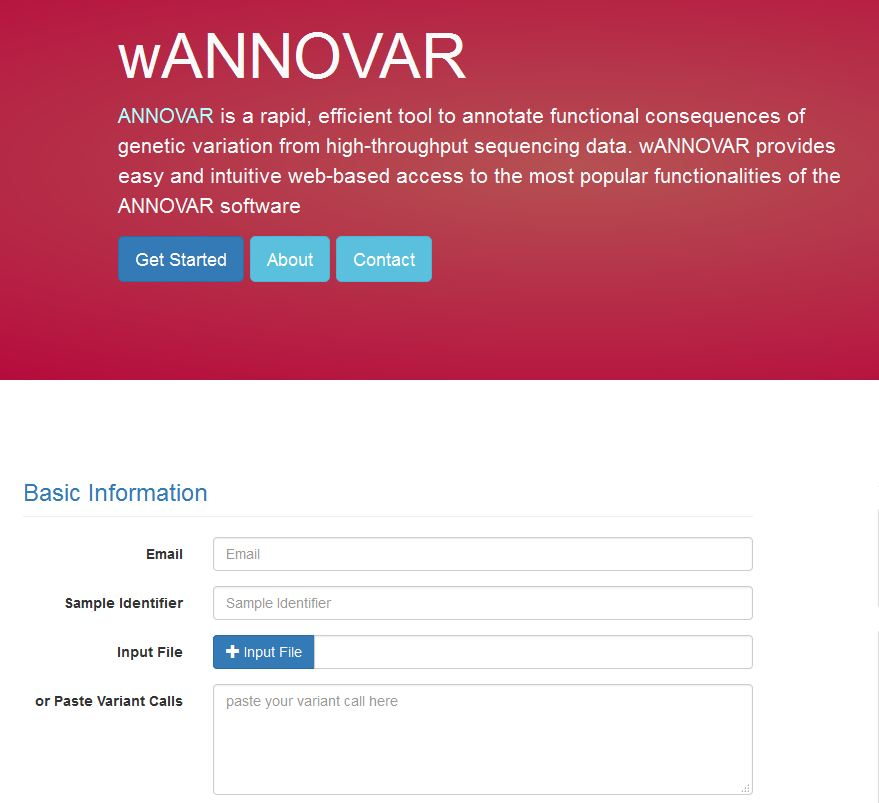 wANNOVAR
ANNOVAR is a rapid, efficient tool to annotate functional consequences of
genetic variation from high-throughput sequencing data. wANNOVAR provides
easy and intuitive web-based access to the most popular functionalities of the
ANNOVAR software
Get Started About Contact
Basic Information
Email Email
Sample Identifier Sample Identifier
Input File Input File
or Paste Variant Calls paste your variant call here